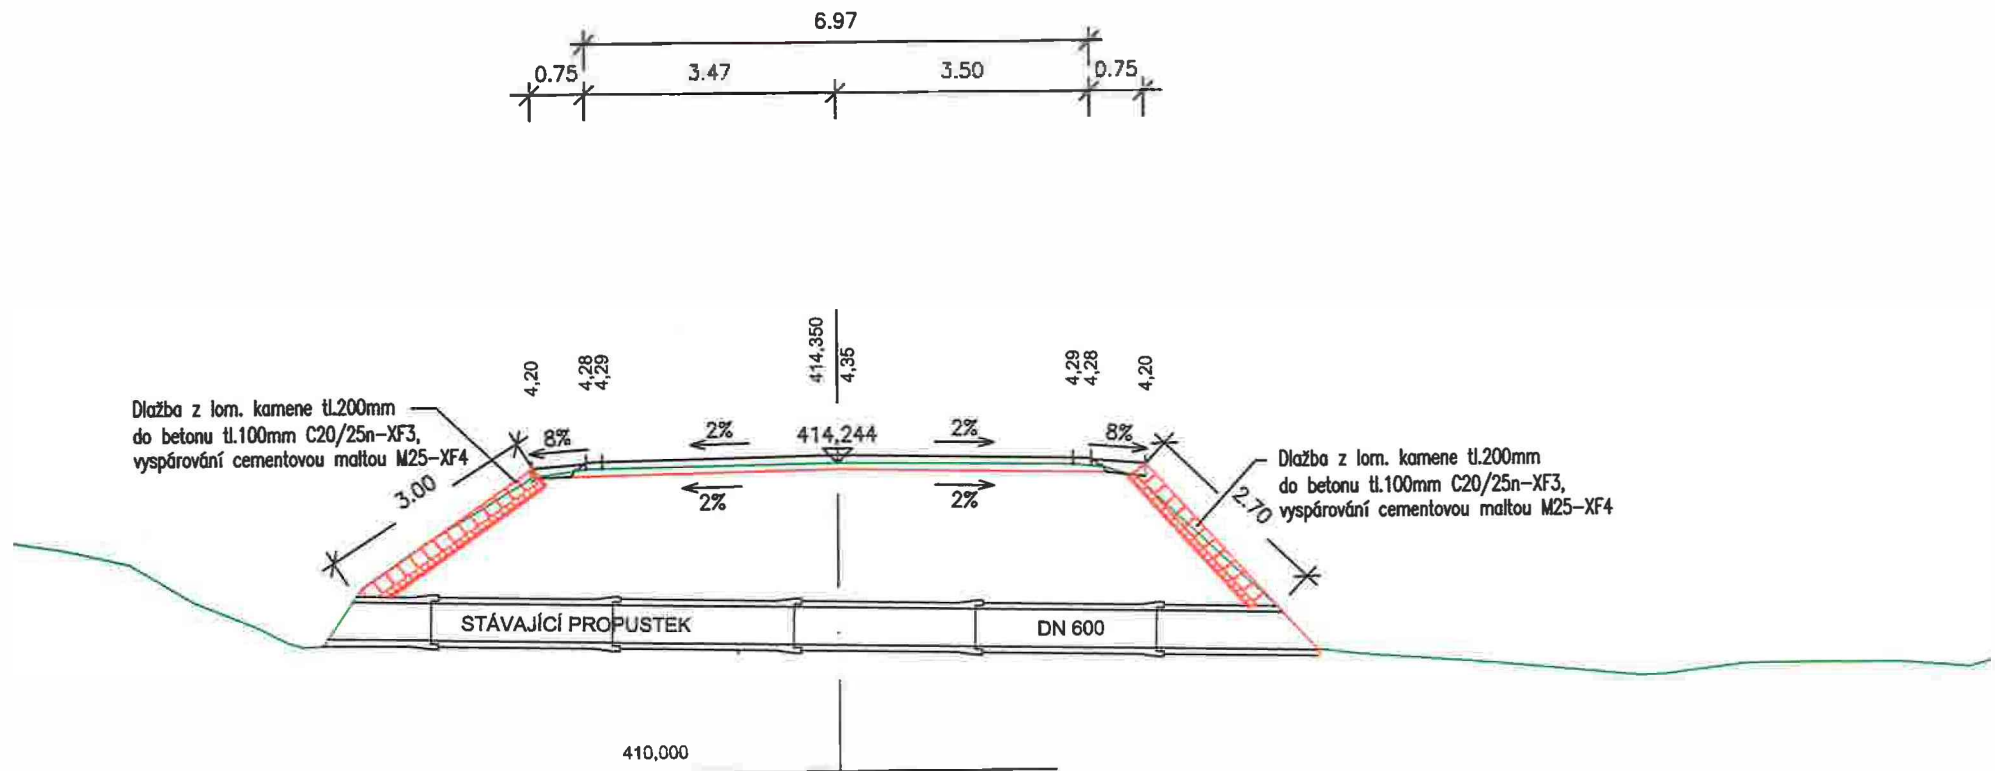 6.97
0.75
3.47
3.50
0.75
414,350
4,35
4,20
4,28
4,29
4,29
4,28
4,20
Dlažba z lom. kamene tl.200mm
do betonu tl.100mm C20/25n-XF3,
vyspárování cementovou maltou M25-XF4
8%
2%
414,244
2%
8%
Dlažba z lom. kamene tl.200mm
do betonu tl.100mm C20/25n-XF3,
vyspárování cementovou maltou M25-XF4
3.00
2%
2%
2.70
STÁVAJÍCÍ PROPUSTEK
DN 600
410,000